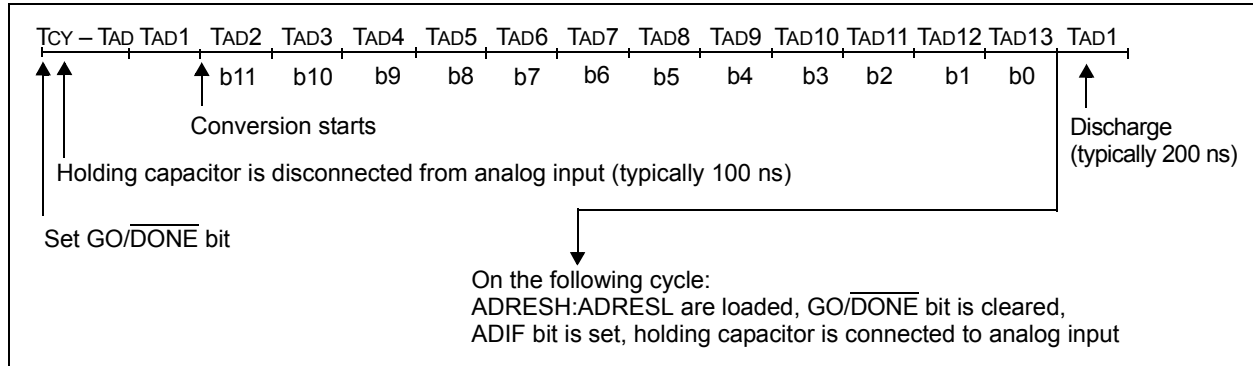 TCY – TAD TAD1 TAD2 TAD3 TAD4 TAD5 TAD6 TAD7 TAD8 TAD9 TAD10 TAD11 TAD12 TAD13 TAD1
b11 b10 b9 b8 b7 b6 b5 b4 b3 b2 b1 b0
Conversion starts
Discharge
(typically 200 ns)
Holding capacitor is disconnected from analog input (typically 100 ns)
Set GO/DONE bit
On the following cycle:
ADRESH:ADRESL are loaded, GO/DONE bit is cleared,
ADIF bit is set, holding capacitor is connected to analog input